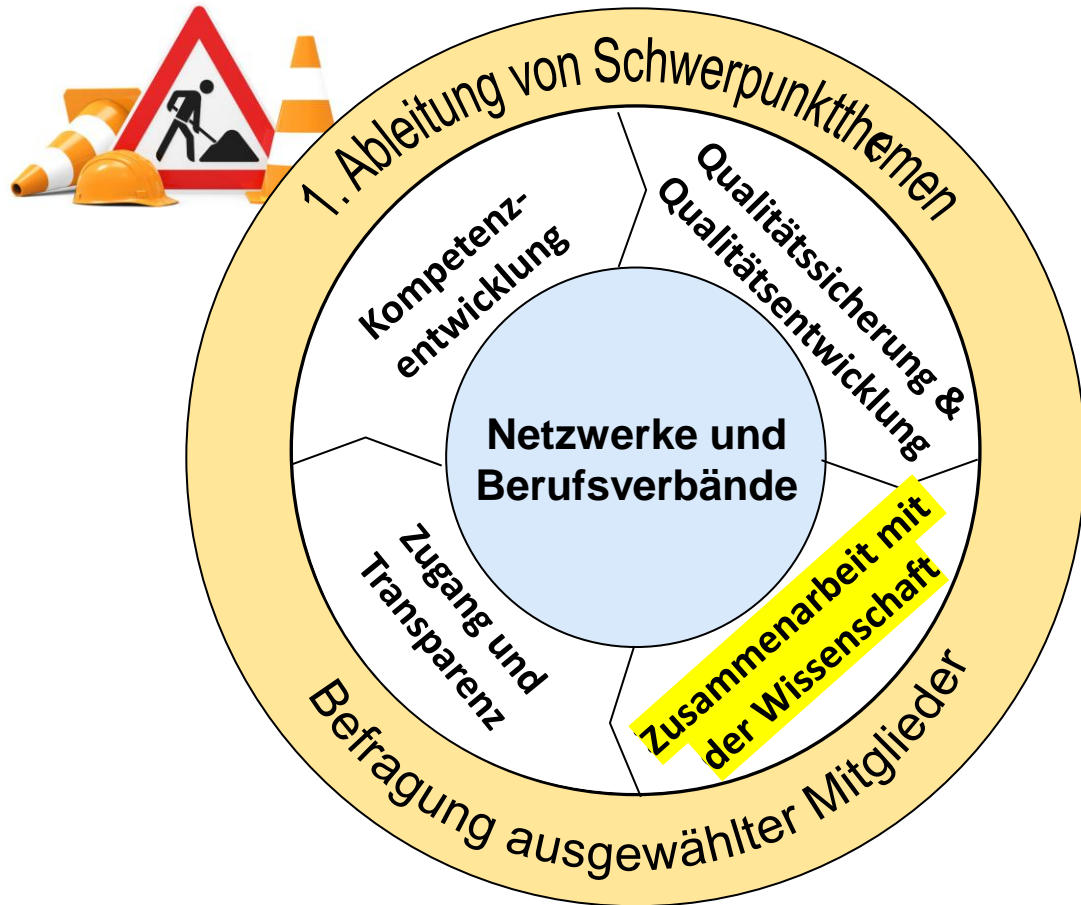 1. Ableitung von Schwerpunktthemen
Kompetenz-
entwicklung
Qualitätssicherung &
Qualitätsentwicklung
Netzwerke und
Berufsverbände
Zugang und
Transparenz
Zusammenarbeit mit
der Wissenschaft
Befragung ausgewählter Mitglieder